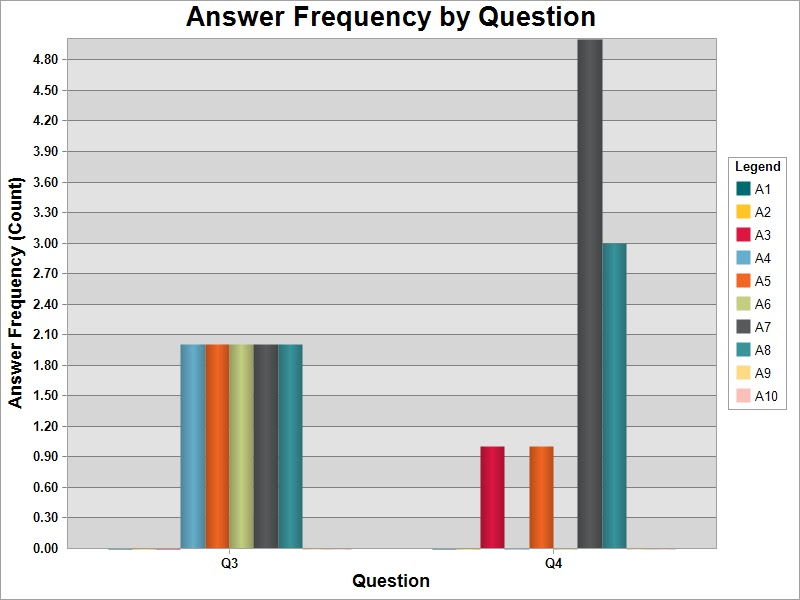 Answer Frequency by Question
Answer Frequency (Count)
4.80
4.50
4.20
3.90
3.60
3.30
3.00
2.70
2.40
2.10
1.80
1.50
1.20
0.90
0.60
0.30
0.00
Q3
Q4
Question
Legend
A1
A2
A3
A4
A5
A6
A7
A8
A9
A10